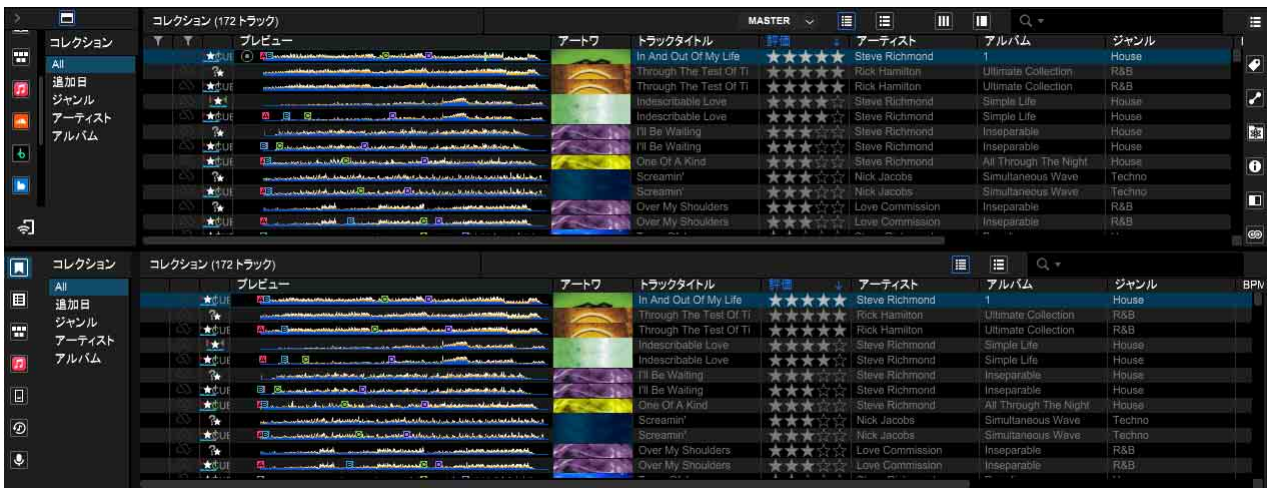 コレクション (172 トラック)
MASTER
コレクション
All
追加日
ジャンル
アーティスト
アルバム
プレビュー アートワ トラックタイトル 評価 アーティスト アルバム ジャンル
In And Out Of My Life Steve Richmond 1 House
Through The Test Of Ti Rick Hamilton Ultimate Collection R&B
CUE Through The Test Of Ti Rick Hamilton Ultimate Collection R&B
Indescribable Love Steve Richmond Simple Life House
CUE Indescribable Love Steve Richmond Simple Life House
I'll Be Waiting Steve Richmond Inseparable House
CUE I'll Be Waiting Steve Richmond Inseparable House
CUE One Of A Kind Steve Richmond All Through The Night House
Screamin' Nick Jacobs Simultaneous Wave Techno
CUE Screamin' Nick Jacobs Simultaneous Wave Techno
Over My Shoulders Love Commission Inseparable R&B
CUE Over My Shoulders Love Commission Inseparable R&B
コレクション
All
追加日
ジャンル
アーティスト
アルバム
コレクション (172 トラック)
プレビュー アートワ トラックタイトル 評価 アーティスト アルバム ジャンル BPM
In And Out Of My Life Steve Richmond 1 House
Through The Test Of Ti Rick Hamilton Ultimate Collection R&B
Through The Test Of Ti Rick Hamilton Ultimate Collection R&B
Indescribable Love Steve Richmond Simple Life House
Indescribable Love Steve Richmond Simple Life House
I'll Be Waiting Steve Richmond Inseparable House
I'll Be Waiting Steve Richmond Inseparable House
One Of A Kind Steve Richmond All Through The Night House
Screamin' Nick Jacobs Simultaneous Wave Techno
Screamin' Nick Jacobs Simultaneous Wave Techno
Over My Shoulders Love Commission Inseparable R&B
Over My Shoulders Love Commission Inseparable R&B